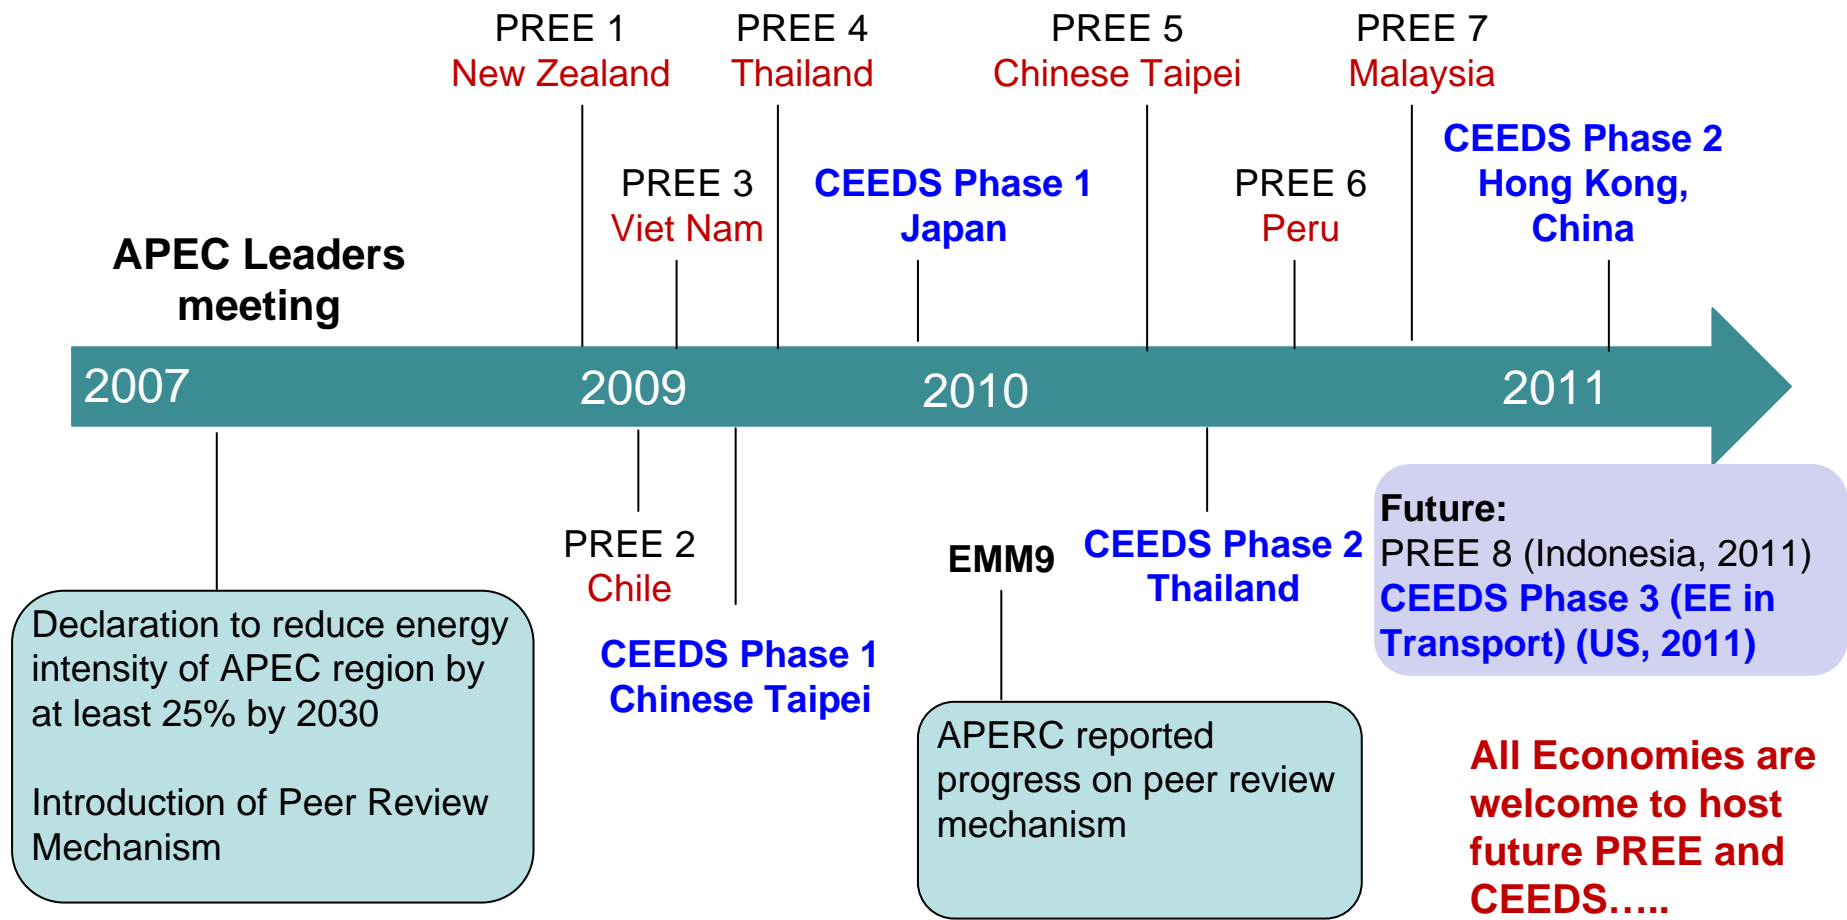 PREE 1
New Zealand
PREE 4
Thailand
PREE 5
Chinese Taipei
PREE 7
Malaysia
PREE 3
Viet Nam
CEEDS Phase 1
Japan
PREE 6
Peru
CEEDS Phase 2
Hong Kong,
China
APEC Leaders
meeting
2007
2009
2010
2011
PREE 2
Chile
CEEDS Phase 1
Chinese Taipei
EMM9
CEEDS Phase 2
Thailand
Declaration to reduce energy
intensity of APEC region by
at least 25% by 2030
Introduction of Peer Review
Mechanism
APERC reported
progress on peer review
mechanism
Future:
PREE 8 (Indonesia, 2011)
CEEDS Phase 3 (EE in
Transport) (US, 2011)
All Economies are
welcome to host
future PREE and
CEEDS…..